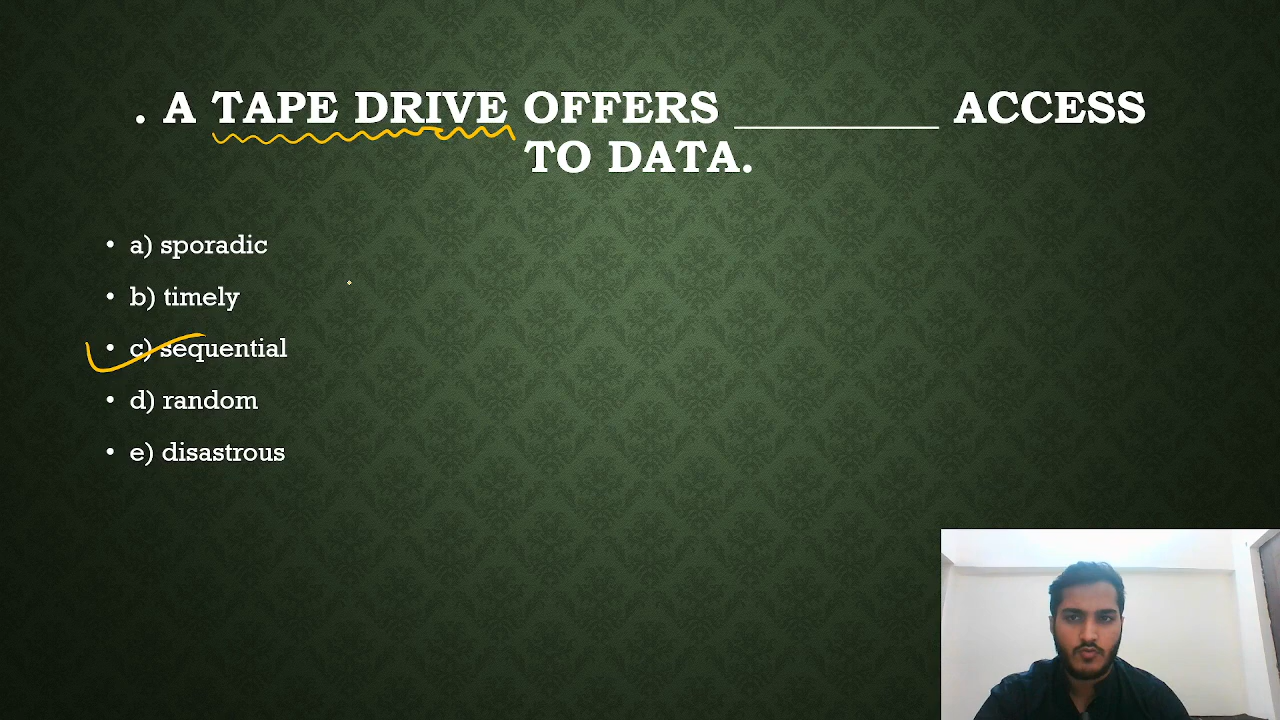 . A TAPE DRIVE OFFERS __________ ACCESS
TO DATA.
• a) sporadic
• b) timely
• c) sequential
• d) random
• e) disastrous